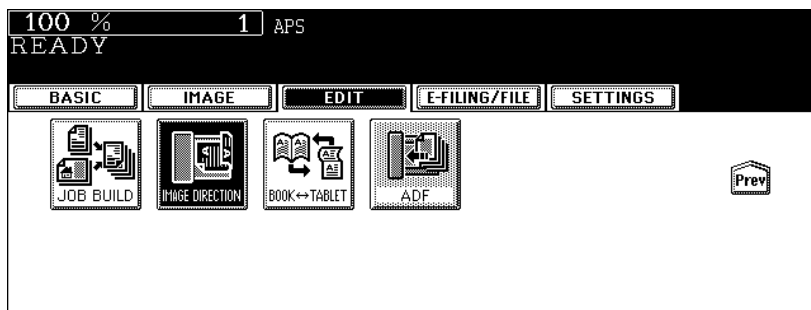 100 % 1 APS
READY
BASIC IMAGE EDIT E-FILING/FILE SETTINGS
JOB BUILD IMAGE DIRECTION BOOK↔TABLET ADF
Prev